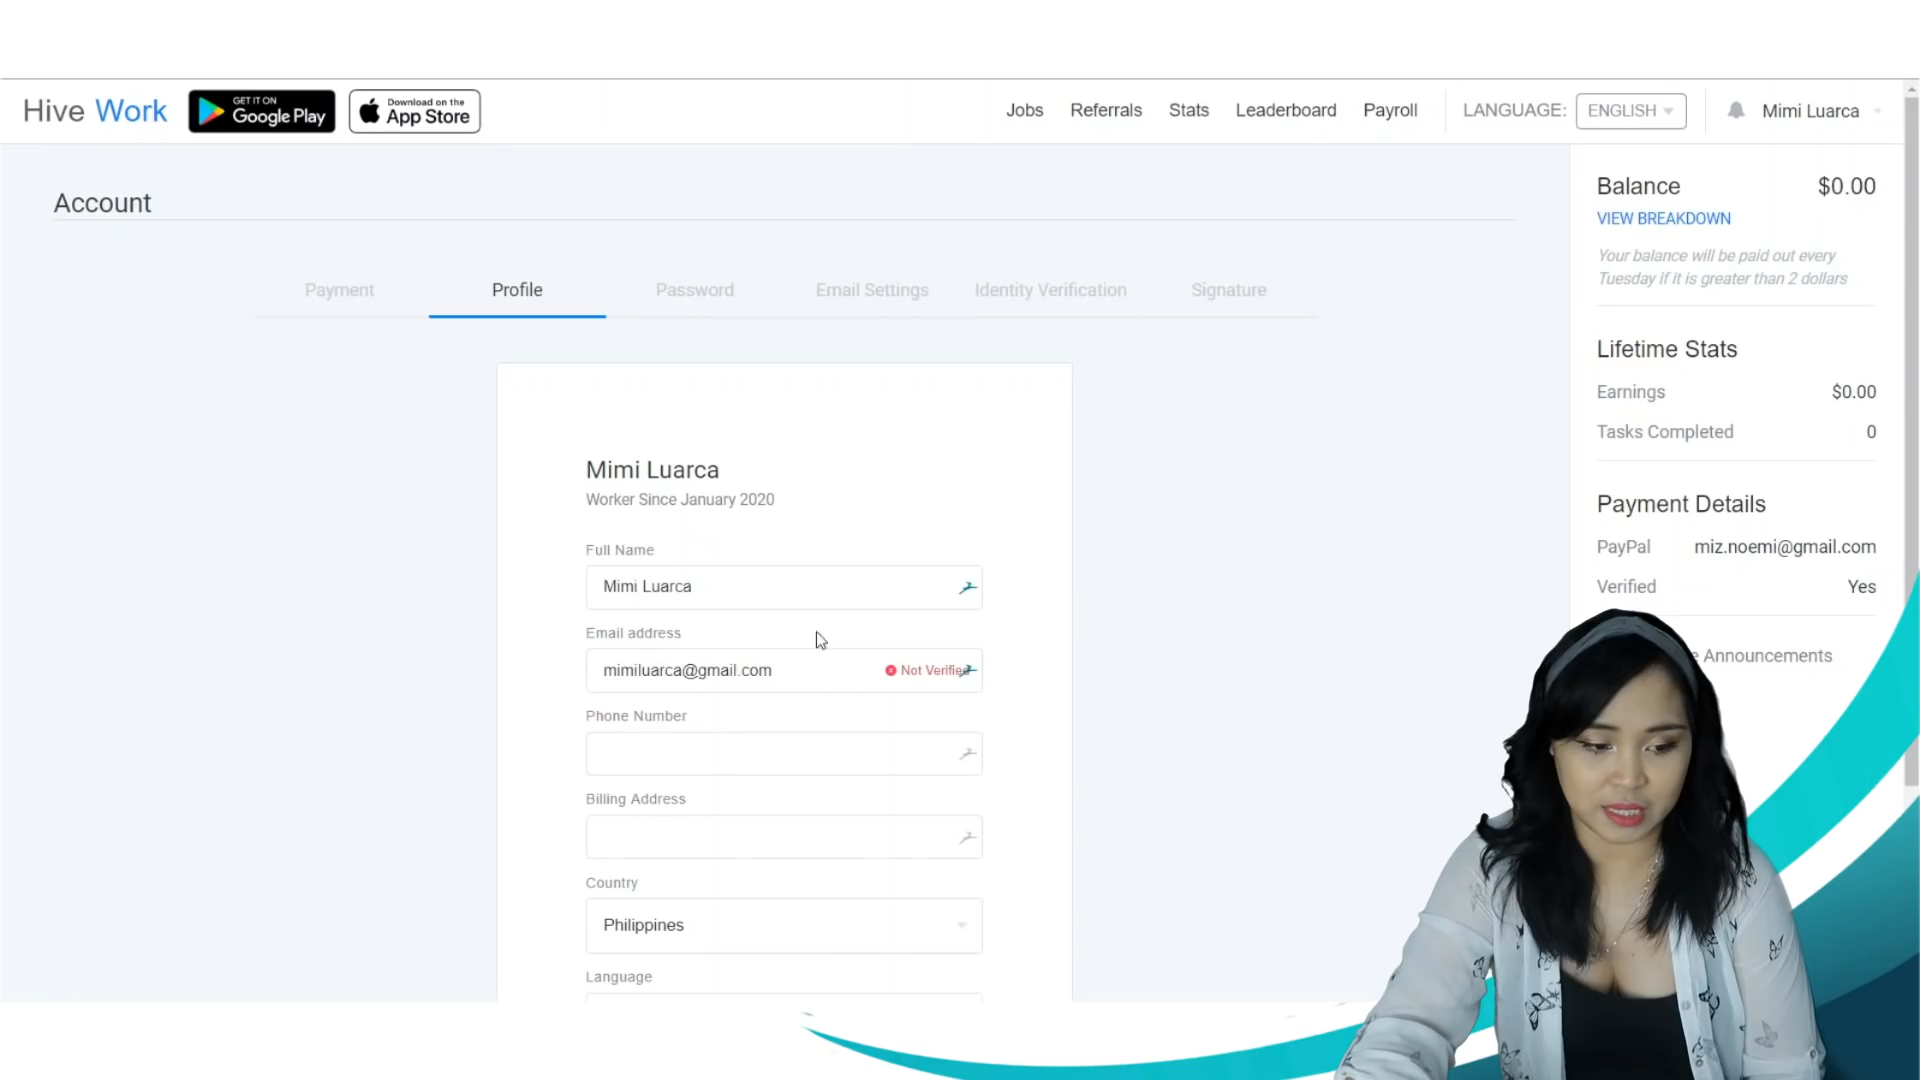 Hive Work
GET IT ON
Google Play
Download on the
App Store
Jobs
Referrals
Stats
Leaderboard
Payroll
LANGUAGE:
ENGLISH
Mimi Luarca
Account
Payment
Profile
Password
Email Settings
Identity Verification
Signature
Mimi Luarca
Worker Since January 2020
Full Name
Mimi Luarca
Email address
mimiluarca@gmail.com
Not Verified
Phone Number
Billing Address
Country
Philippines
Language
Balance
$0.00
VIEW BREAKDOWN
Your balance will be paid out every
Tuesday if it is greater than 2 dollars
Lifetime Stats
Earnings
$0.00
Tasks Completed
0
Payment Details
PayPal
miz.noemi@gmail.com
Verified
Yes
Announcements